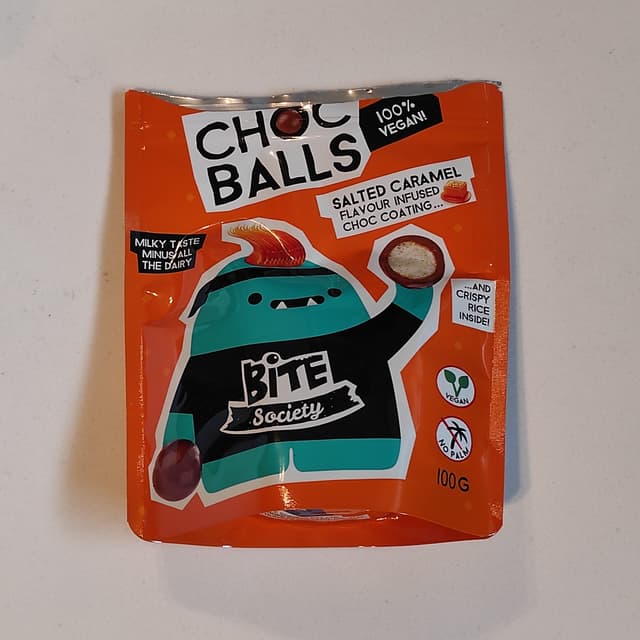 CHOC
BALLS
100%
VEGAN!
SALTED CARAMEL
FLAVOUR INFUSED
CHOC COATING...
MILKY TASTE
MINUS ALL
THE DAIRY
...AND
CRISPY
RICE
INSIDE!
BITE
Society
VEGAN
NO PALM
100G